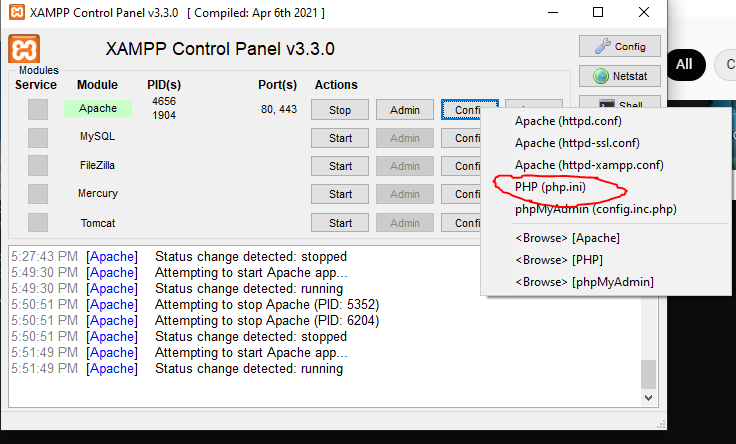 XAMPP Control Panel v3.3.0 [ Compiled: Apr 6th 2021 ]
XAMPP Control Panel v3.3.0
Config
All
Modules
Service Module PID(s) Port(s) Actions
Netstat
Apache 4656 1904 80, 443 Stop Admin Config
Shell
MySQL Start Admin Config
FileZilla Start Admin Config
Mercury Start Admin Config
Tomcat Start Admin Config
Apache (httpd.conf)
Apache (httpd-ssl.conf)
Apache (httpd-xampp.conf)
PHP (php.ini)
phpMyAdmin (config.inc.php)
<Browse> [Apache]
<Browse> [PHP]
<Browse> [phpMyAdmin]
5:27:43 PM [Apache] Status change detected: stopped
5:49:30 PM [Apache] Attempting to start Apache app...
5:49:30 PM [Apache] Status change detected: running
5:50:51 PM [Apache] Attempting to stop Apache (PID: 5352)
5:50:51 PM [Apache] Attempting to stop Apache (PID: 6204)
5:50:51 PM [Apache] Status change detected: stopped
5:51:49 PM [Apache] Attempting to start Apache app...
5:51:49 PM [Apache] Status change detected: running